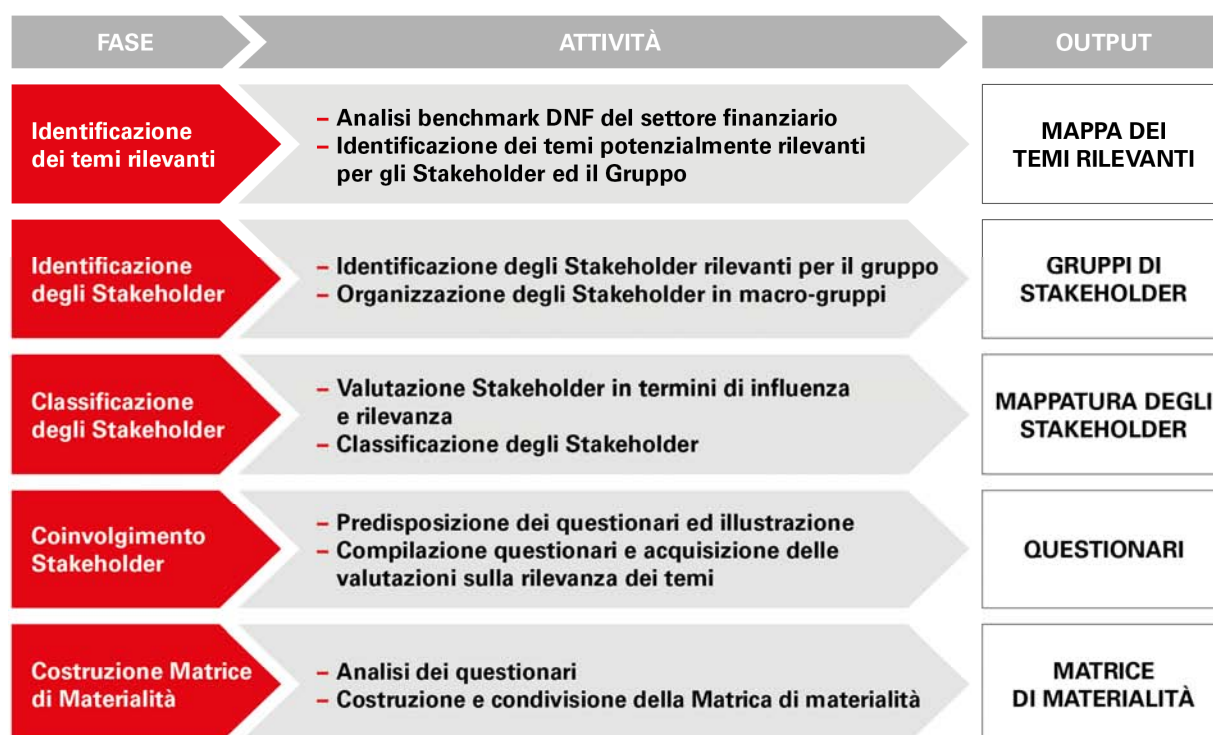 FASE
ATTIVITÀ
OUTPUT
Identificazione
dei temi rilevanti
– Analisi benchmark DNF del settore finanziario
– Identificazione dei temi potenzialmente rilevanti
per gli Stakeholder ed il Gruppo
MAPPA DEI
TEMI RILEVANTI
Identificazione
degli Stakeholder
– Identificazione degli Stakeholder rilevanti per il gruppo
– Organizzazione degli Stakeholder in macro-gruppi
GRUPPI DI
STAKEHOLDER
Classificazione
degli Stakeholder
– Valutazione Stakeholder in termini di influenza
e rilevanza
– Classificazione degli Stakeholder
MAPPATURA DEGLI
STAKEHOLDER
Coinvolgimento
Stakeholder
– Predisposizione dei questionari ed illustrazione
– Compilazione questionari e acquisizione delle
valutazioni sulla rilevanza dei temi
QUESTIONARI
Costruzione Matrice
di Materialità
– Analisi dei questionari
– Costruzione e condivisione della Matrica di materialità
MATRICE
DI MATERIALITÀ